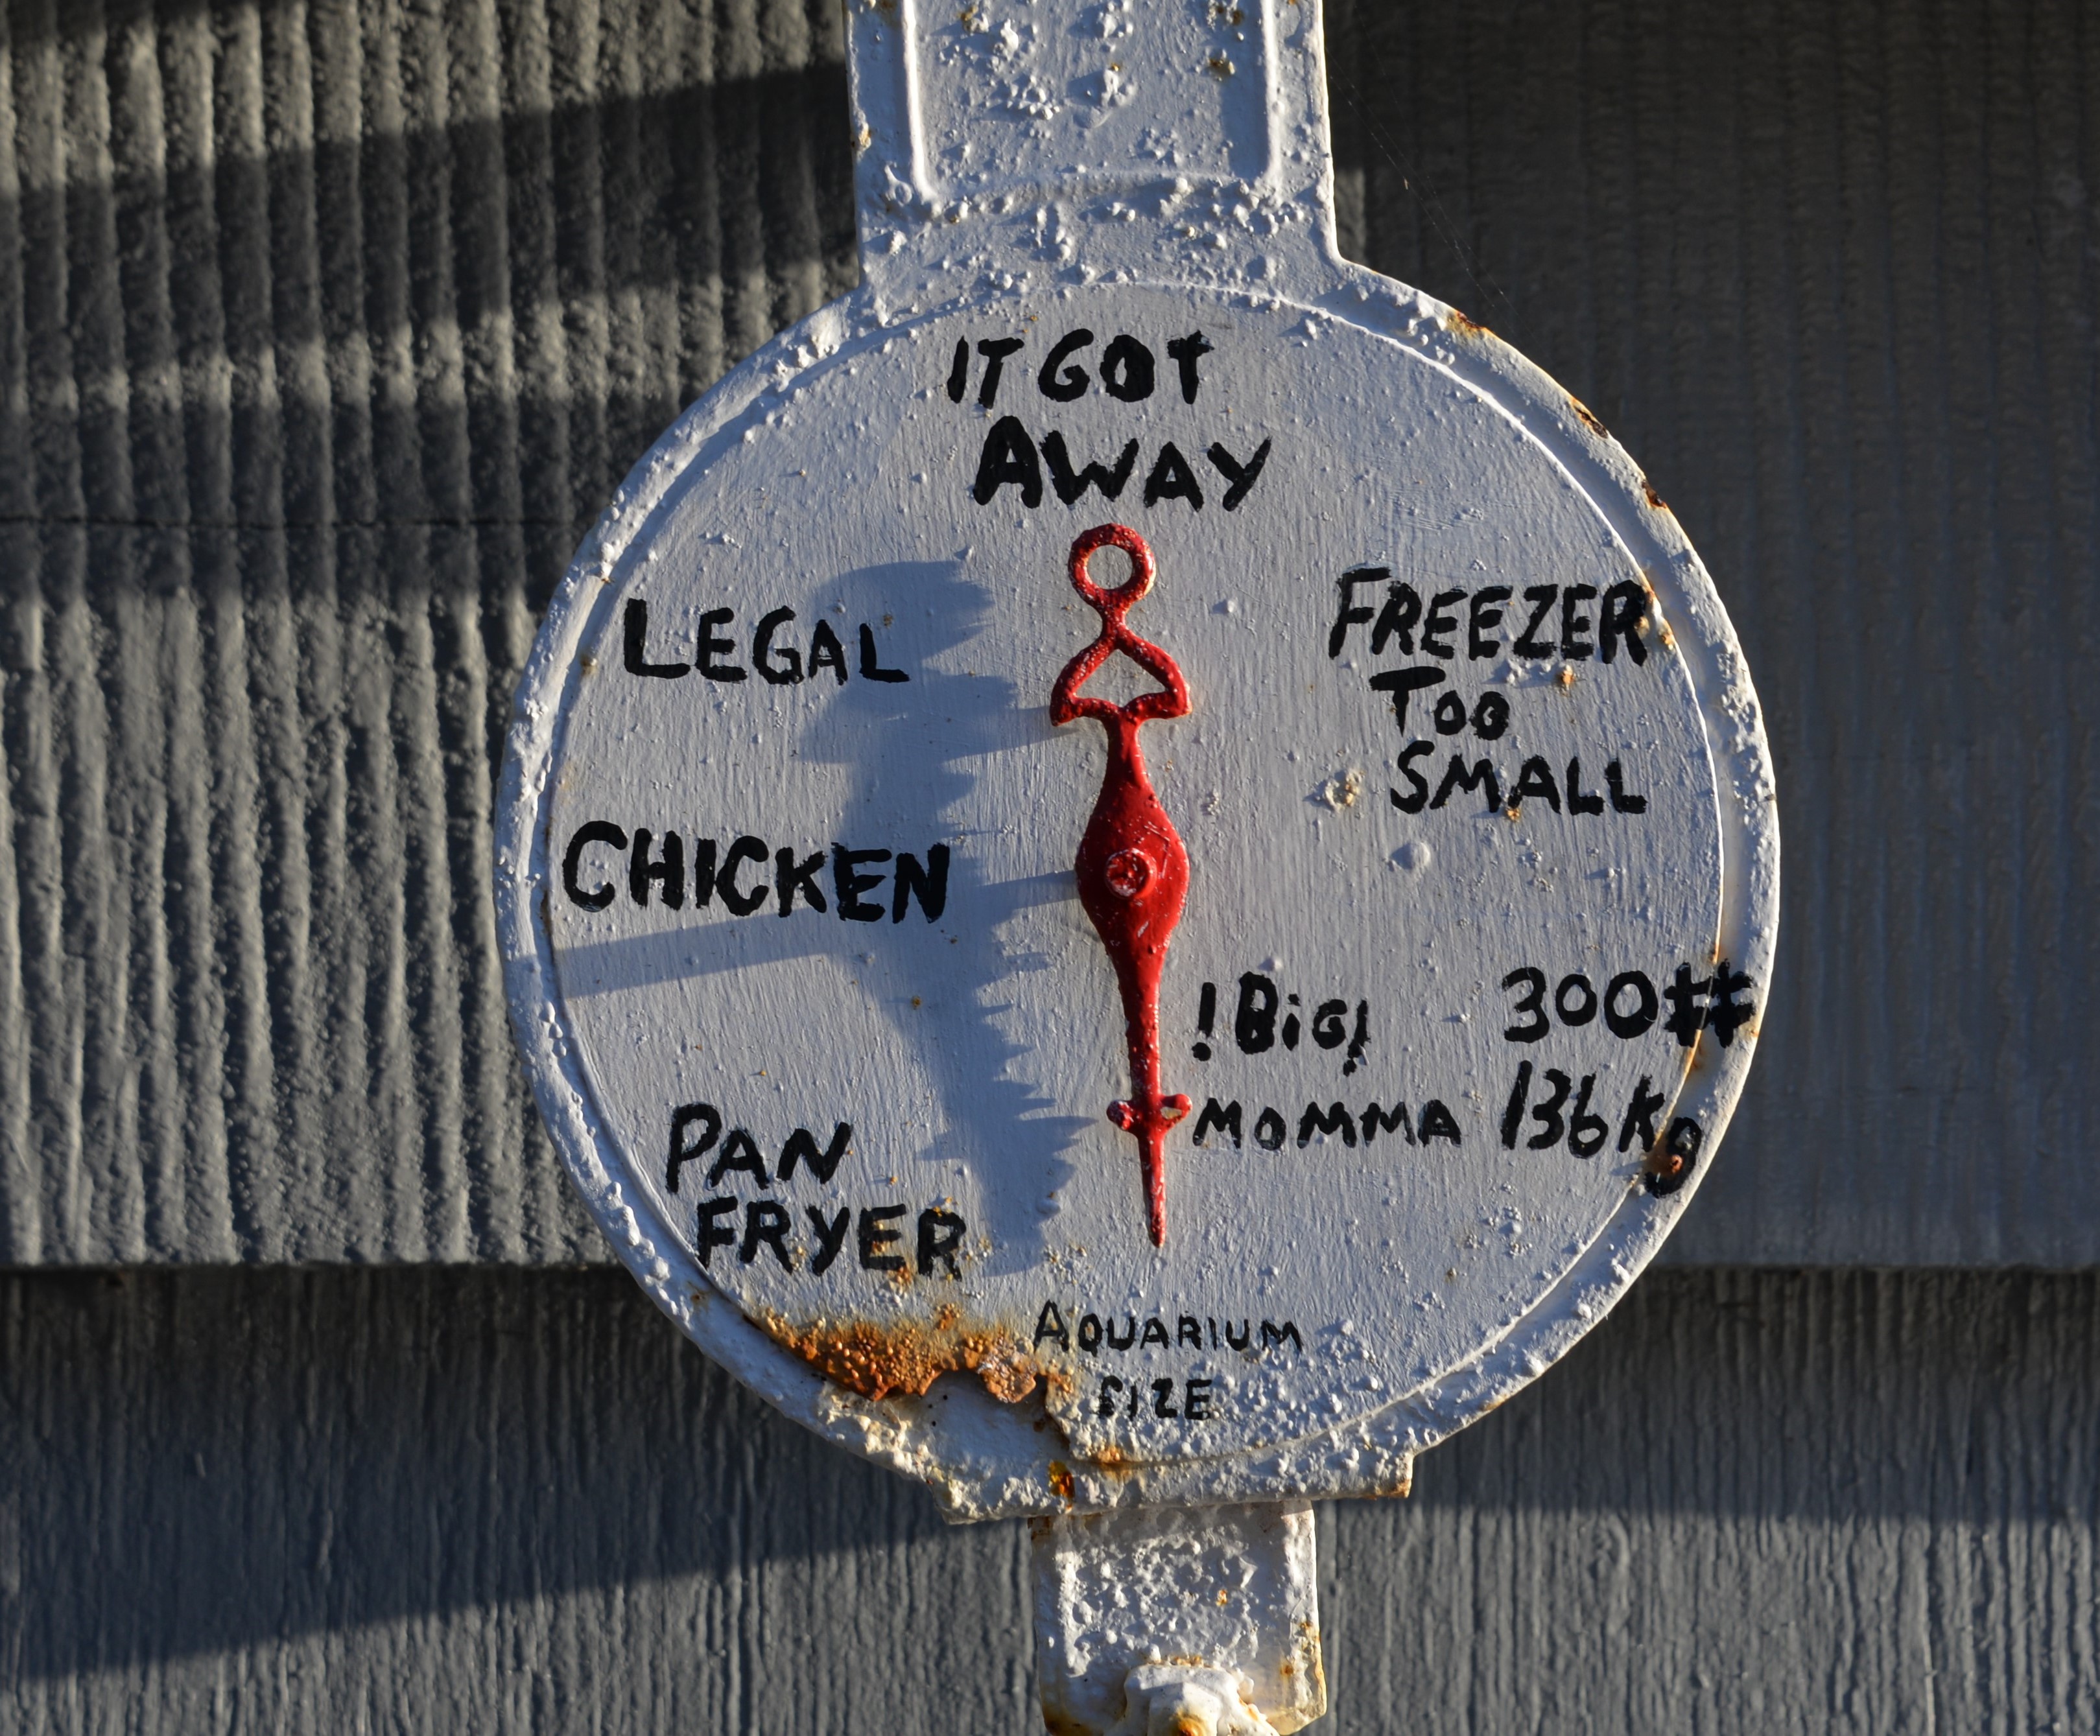 IT GOT
AWAY
LEGAL
FREEZER
TOO
SMALL
CHICKEN
!BiG! 300#
MOMMA 136Kg
PAN
FRYER
AQUARIUM
SIZE